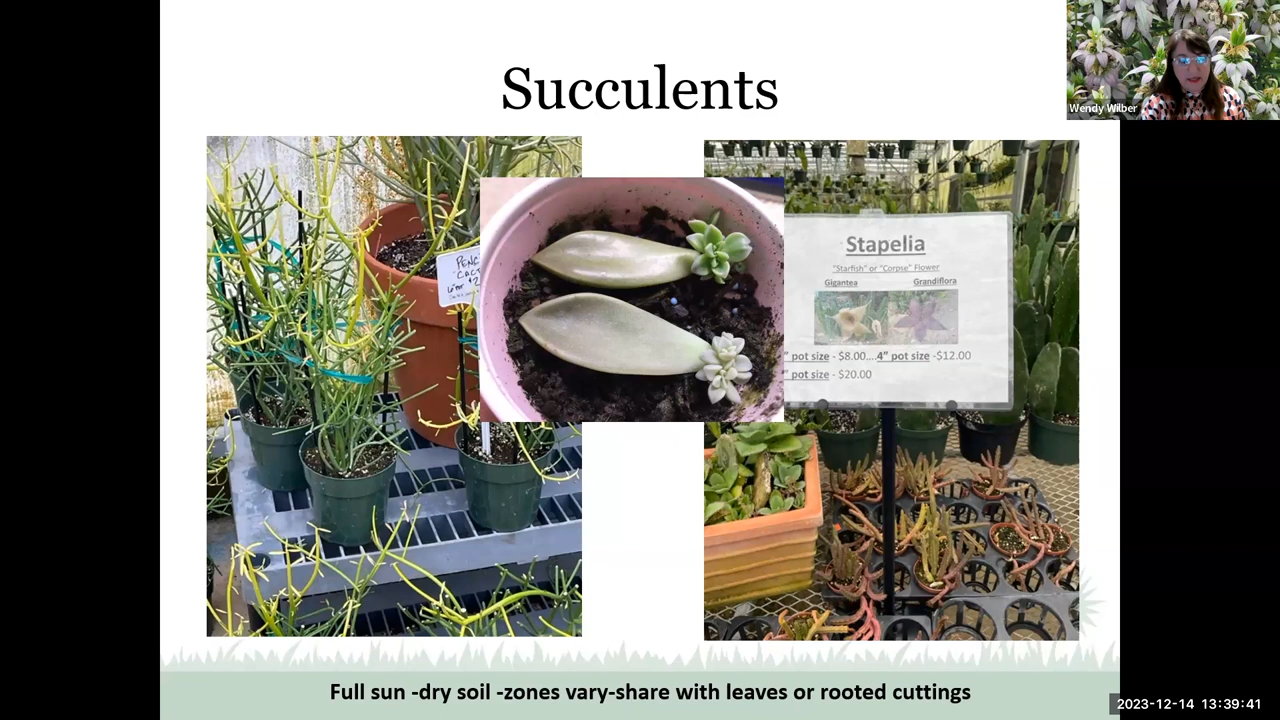 Succulents
Wendy Wilber
PENC
CAC
Stapelia
"Starfish" or "Corpse" Flower
Gigantea Grandiflora
" pot size - $8.00....4" pot size -$12.00
" pot size - $20.00
Full sun -dry soil -zones vary-share with leaves or rooted cuttings
2023-12-14 13:39:41